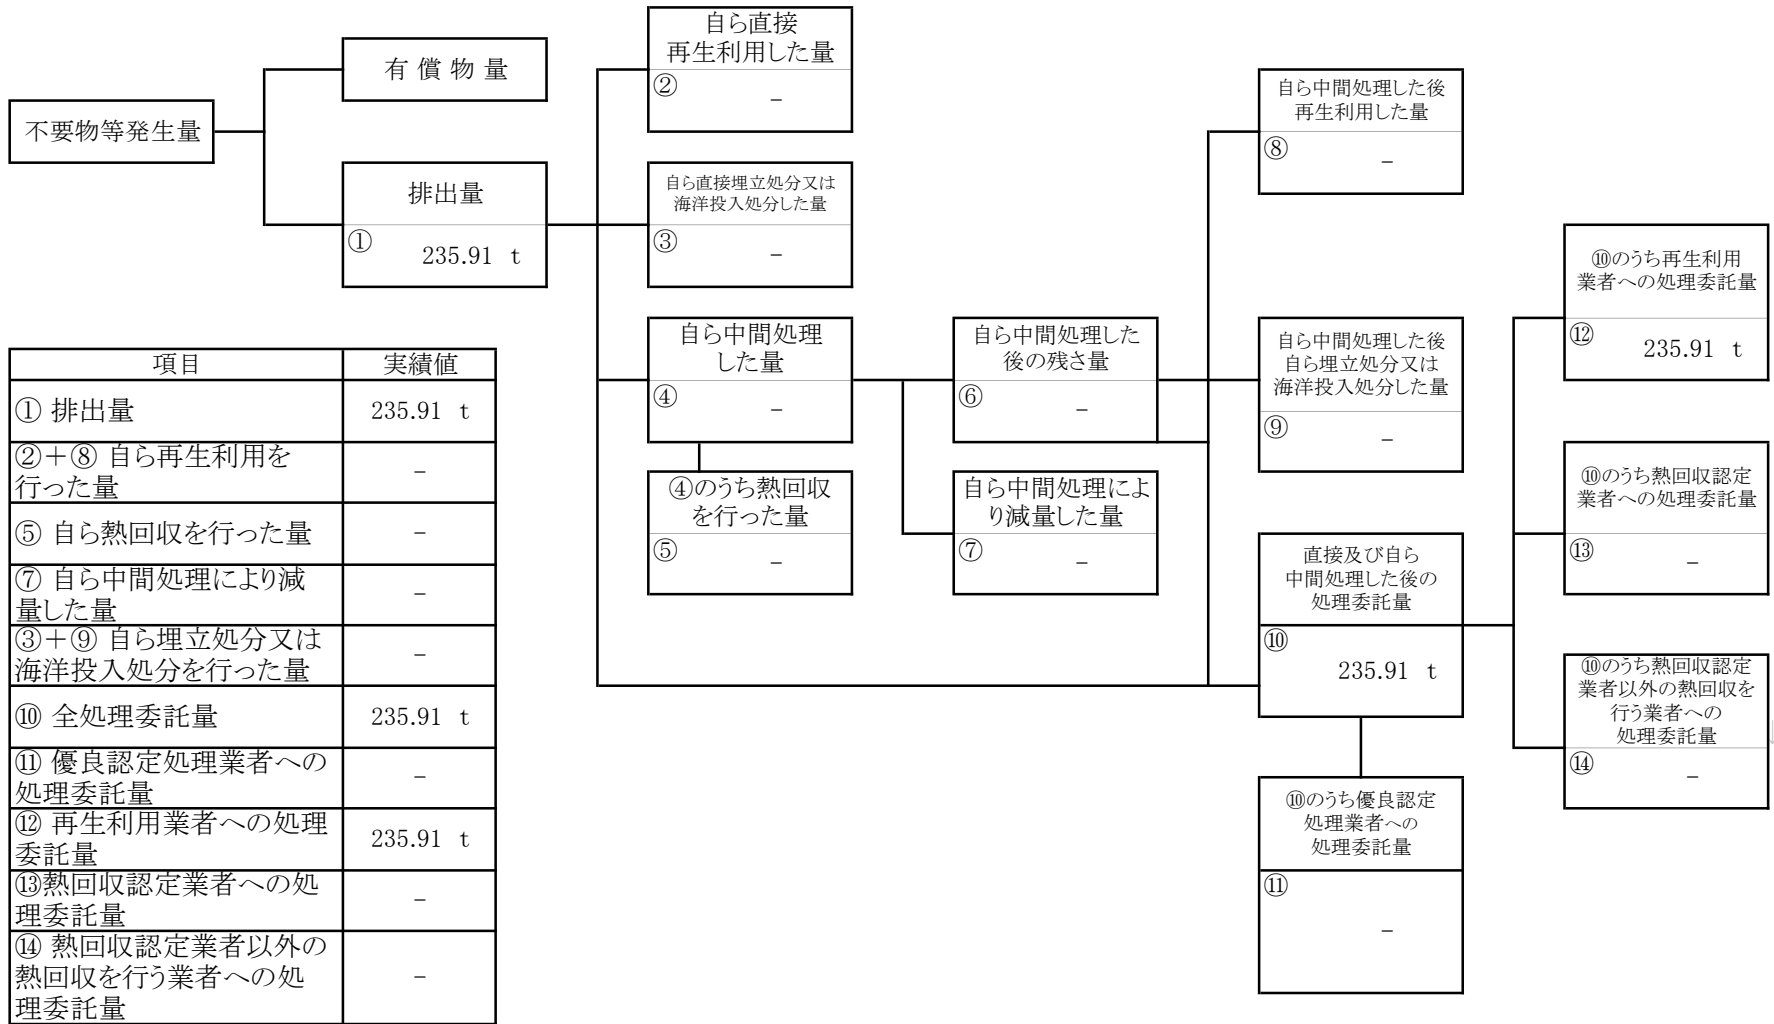 不要物等発生量
有 償 物 量
排出量
①
235.91 t
自ら直接
再生利用した量
②
－
自ら直接埋立処分又は
海洋投入処分した量
③
－
自ら中間処理
した量
④
－
④のうち熱回収
を行った量
⑤
－
自ら中間処理した
後の残さ量
⑥
－
自ら中間処理によ
り減量した量
⑦
－
自ら中間処理した後
再生利用した量
⑧
－
自ら中間処理した後
自ら埋立処分又は
海洋投入処分した量
⑨
－
直接及び自ら
中間処理した後の
処理委託量
⑩
235.91 t
⑩のうち優良認定
処理業者への
処理委託量
⑪
－
⑩のうち再生利用
業者への処理委託量
⑫
235.91 t
⑩のうち熱回収認定
業者への処理委託量
⑬
－
⑩のうち熱回収認定
業者以外の熱回収を
行う業者への
処理委託量
⑭
－
項目 実績値
① 排出量 235.91 t
②＋⑧ 自ら再生利用を
行った量
－
⑤ 自ら熱回収を行った量 －
⑦ 自ら中間処理により減
量した量
－
③＋⑨ 自ら埋立処分又は
海洋投入処分を行った量
－
⑩ 全処理委託量 235.91 t
⑪ 優良認定処理業者への
処理委託量
－
⑫ 再生利用業者への処理
委託量
235.91 t
⑬熱回収認定業者への処
理委託量
－
⑭ 熱回収認定業者以外の
熱回収を行う業者への処
理委託量
－